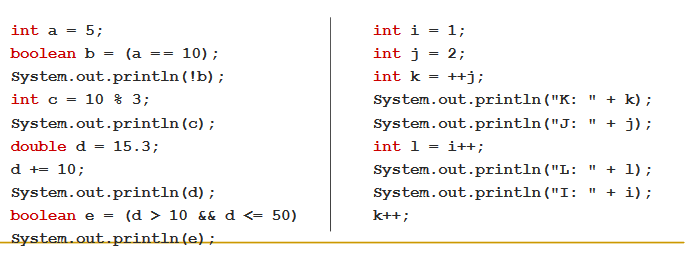 int a = 5;
boolean b = (a == 10);
System.out.println(!b);
int c = 10 % 3;
System.out.println(c);
double d = 15.3;
d += 10;
System.out.println(d);
boolean e = (d > 10 && d <= 50)
System.out.println(e);
int i = 1;
int j = 2;
int k = ++j;
System.out.println("K: " + k);
System.out.println("J: " + j);
int l = i++;
System.out.println("L: " + l);
System.out.println("I: " + i);
k++;